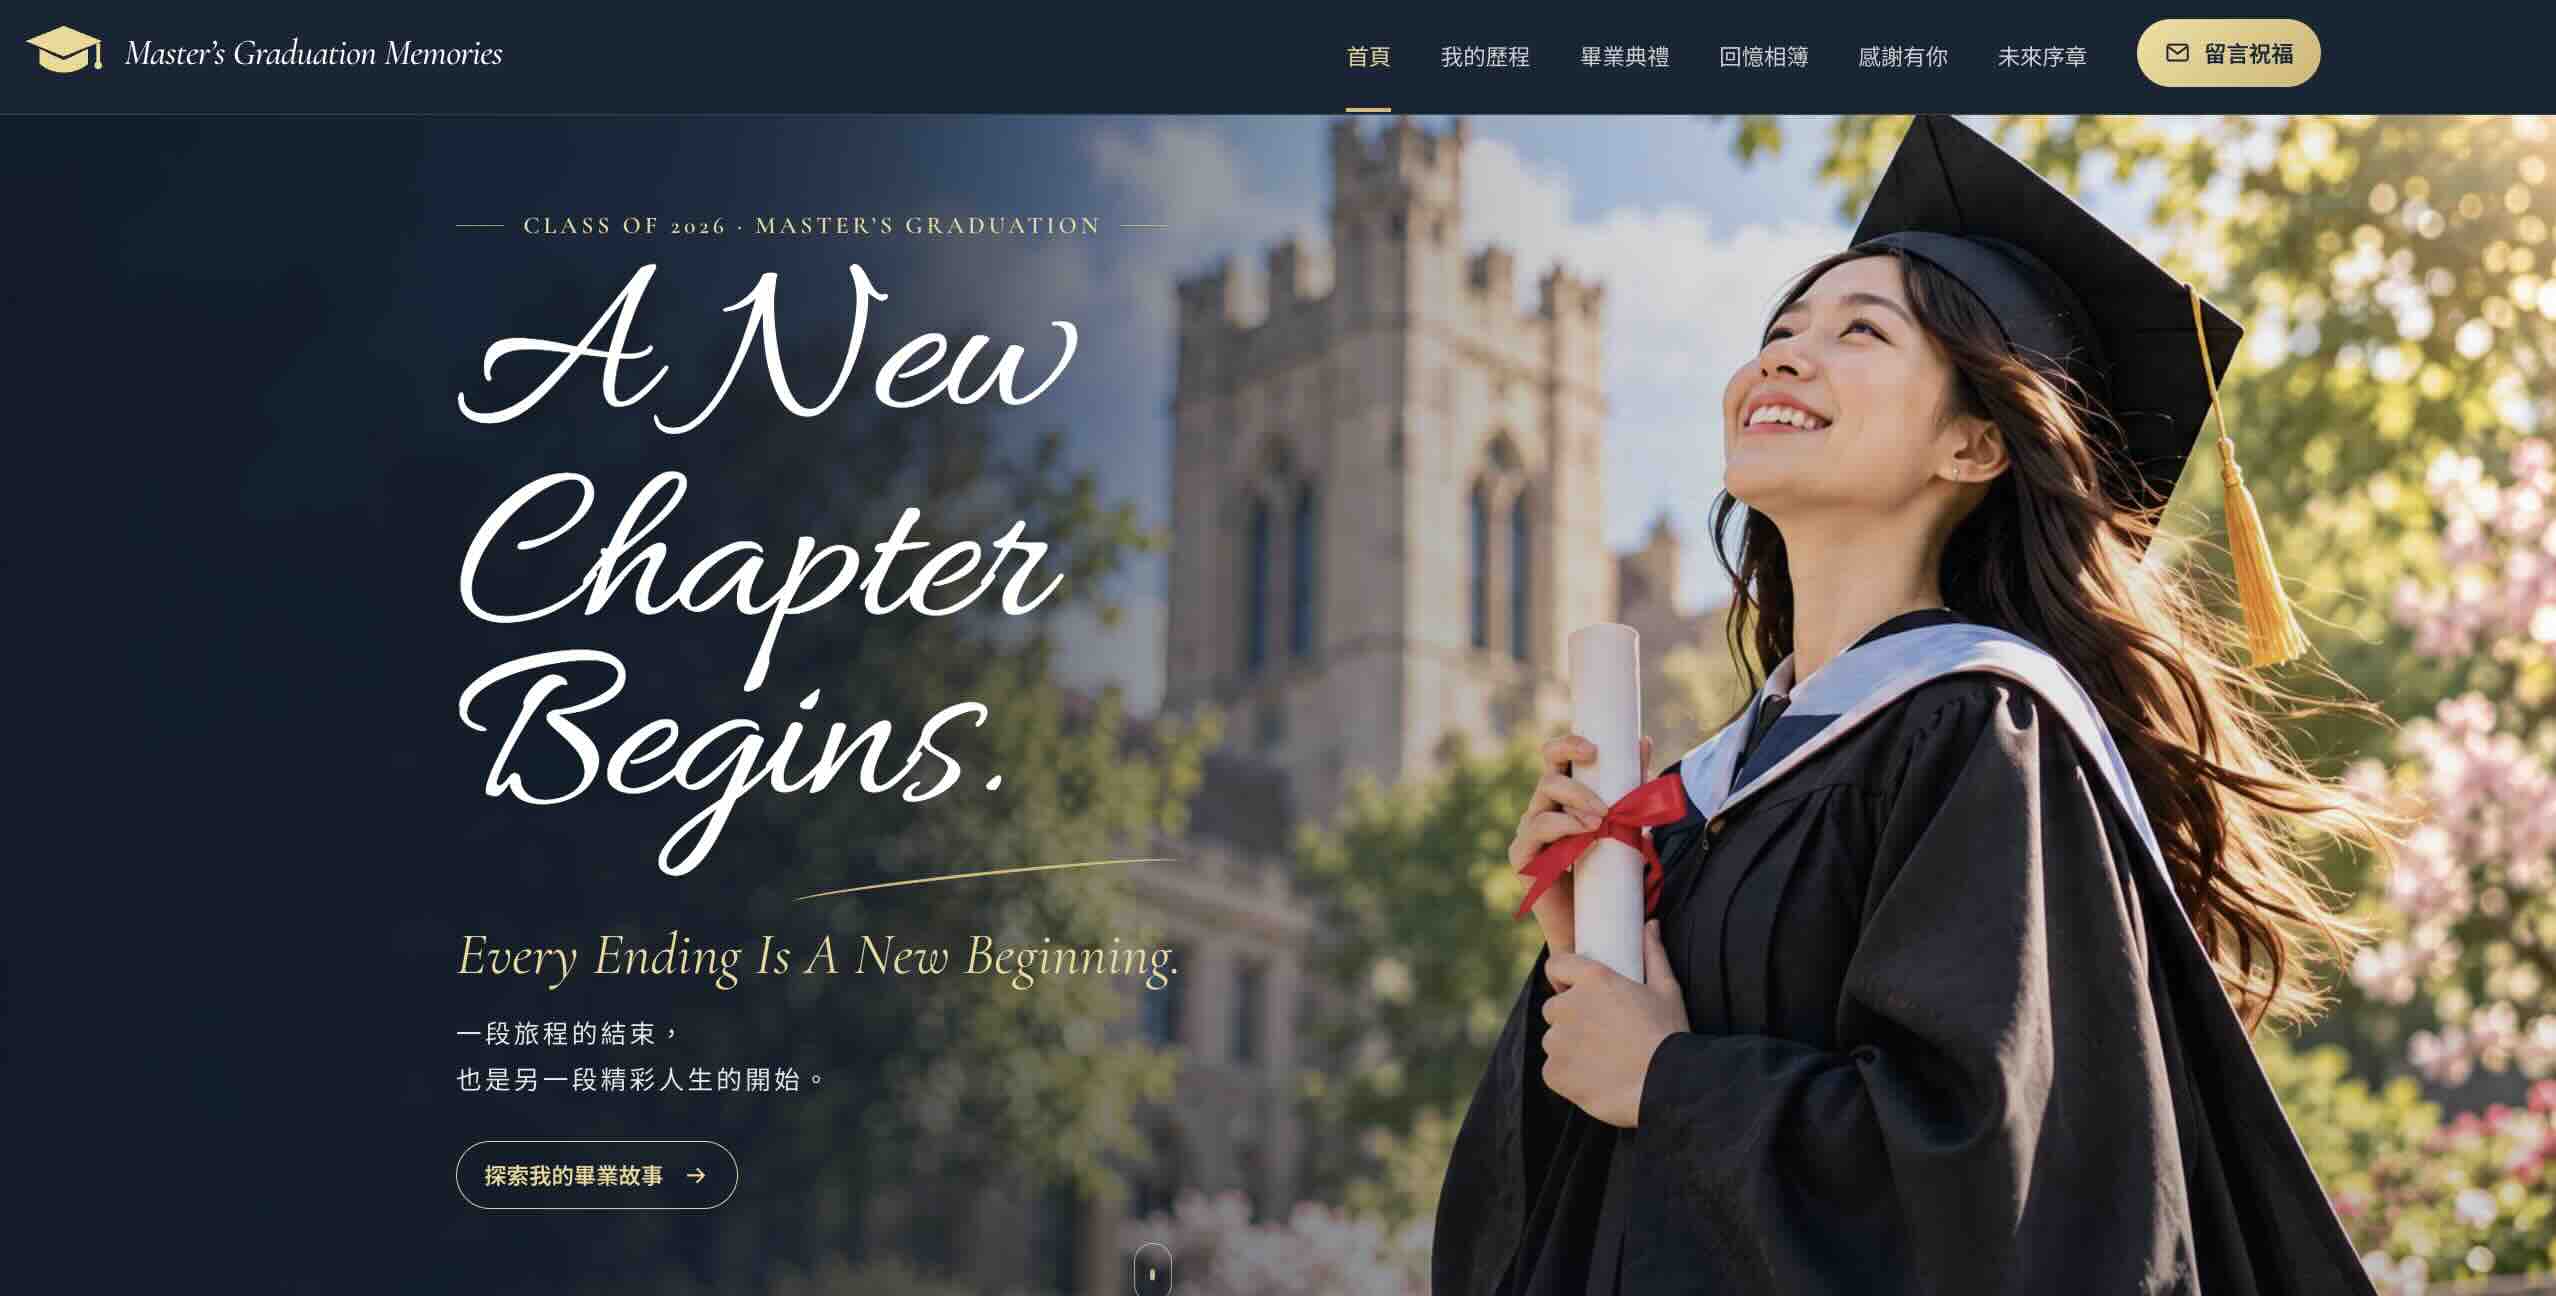 Master’s Graduation Memories
首頁 我的歷程 畢業典禮 回憶相簿 感謝有你 未來序章 留言祝福
CLASS OF 2026 · MASTER’S GRADUATION
A New
Chapter
Begins.
Every Ending Is A New Beginning.
一段旅程的結束，
也是另一段精彩人生的開始。
探索我的畢業故事 →